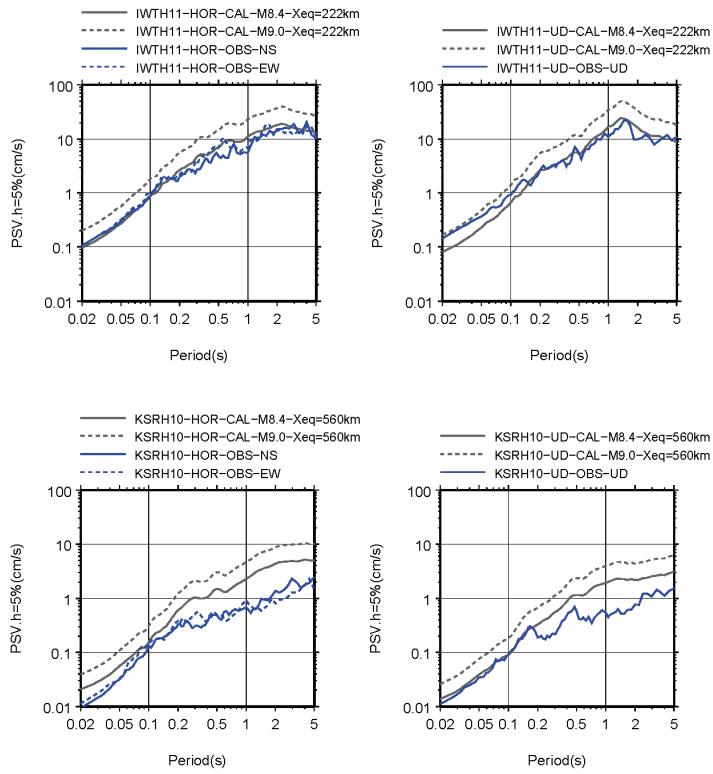 IWTH11-HOR-CAL-M8.4-Xeq=222km
IWTH11-HOR-CAL-M9.0-Xeq=222km
IWTH11-HOR-OBS-NS
IWTH11-HOR-OBS-EW
100
10
1
0.1
0.01
PSV.h=5%(cm/s)
0.02 0.05 0.1 0.2 0.5 1 2 5
Period(s)
IWTH11-UD-CAL-M8.4-Xeq=222km
IWTH11-UD-CAL-M9.0-Xeq=222km
IWTH11-UD-OBS-UD
100
10
1
0.1
0.01
PSV.h=5%(cm/s)
0.02 0.05 0.1 0.2 0.5 1 2 5
Period(s)
KSRH10-HOR-CAL-M8.4-Xeq=560km
KSRH10-HOR-CAL-M9.0-Xeq=560km
KSRH10-HOR-OBS-NS
KSRH10-HOR-OBS-EW
100
10
1
0.1
0.01
PSV.h=5%(cm/s)
0.02 0.05 0.1 0.2 0.5 1 2 5
Period(s)
KSRH10-UD-CAL-M8.4-Xeq=560km
KSRH10-UD-CAL-M9.0-Xeq=560km
KSRH10-UD-OBS-UD
100
10
1
0.1
0.01
PSV.h=5%(cm/s)
0.02 0.05 0.1 0.2 0.5 1 2 5
Period(s)